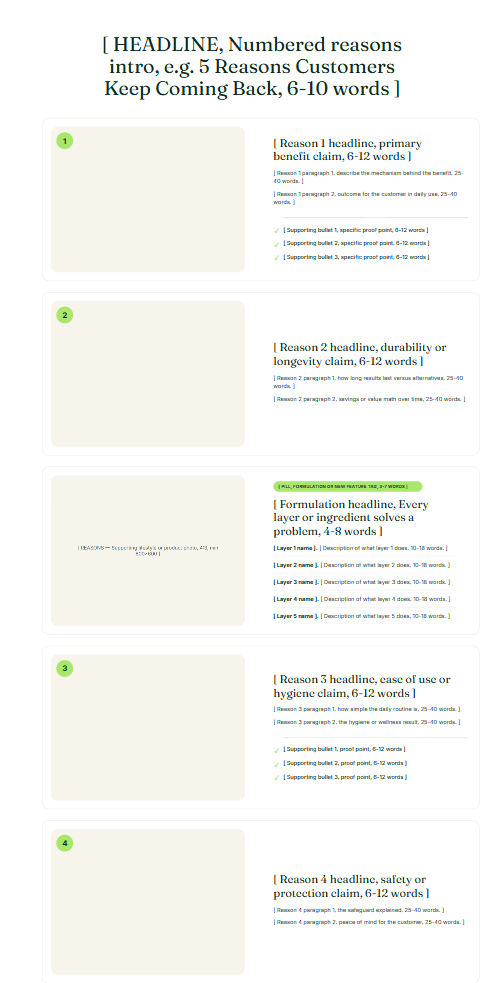 [ HEADLINE, Numbered reasons
intro, e.g. 5 Reasons Customers
Keep Coming Back, 6-10 words ]
1
[ Reason 1 headline, primary
benefit claim, 6-12 words ]
[ Reason 1 paragraph 1, describe the mechanism behind the benefit, 25-
40 words. ]
[ Reason 1 paragraph 2, outcome for the customer in daily use, 25-40
words. ]
✓ [ Supporting bullet 1, specific proof point, 6-12 words ]
✓ [ Supporting bullet 2, specific proof point, 6-12 words ]
✓ [ Supporting bullet 3, specific proof point, 6-12 words ]
2
[ Reason 2 headline, durability or
longevity claim, 6-12 words ]
[ Reason 2 paragraph 1, how long results last versus alternatives, 25-40
words. ]
[ Reason 2 paragraph 2, savings or value math over time, 25-40 words. ]
[ REASONS — Supporting lifestyle or product photo, 4:3, min
800×600 ]
[ PILL, FORMULATION OR NEW FEATURE TAG, 3-7 WORDS ]
[ Formulation headline, Every
layer or ingredient solves a
problem, 4-8 words ]
[ Layer 1 name ]. [ Description of what layer 1 does, 10-18 words. ]
[ Layer 2 name ]. [ Description of what layer 2 does, 10-18 words. ]
[ Layer 3 name ]. [ Description of what layer 3 does, 10-18 words. ]
[ Layer 4 name ]. [ Description of what layer 4 does, 10-18 words. ]
[ Layer 5 name ]. [ Description of what layer 5 does, 10-18 words. ]
3
[ Reason 3 headline, ease of use or
hygiene claim, 6-12 words ]
[ Reason 3 paragraph 1, how simple the daily routine is, 25-40 words. ]
[ Reason 3 paragraph 2, the hygiene or wellness result, 25-40 words. ]
✓ [ Supporting bullet 1, proof point, 6-12 words ]
✓ [ Supporting bullet 2, proof point, 6-12 words ]
✓ [ Supporting bullet 3, proof point, 6-12 words ]
4
[ Reason 4 headline, safety or
protection claim, 6-12 words ]
[ Reason 4 paragraph 1, the safeguard explained, 25-40 words. ]
[ Reason 4 paragraph 2, peace of mind for the customer, 25-40 words. ]